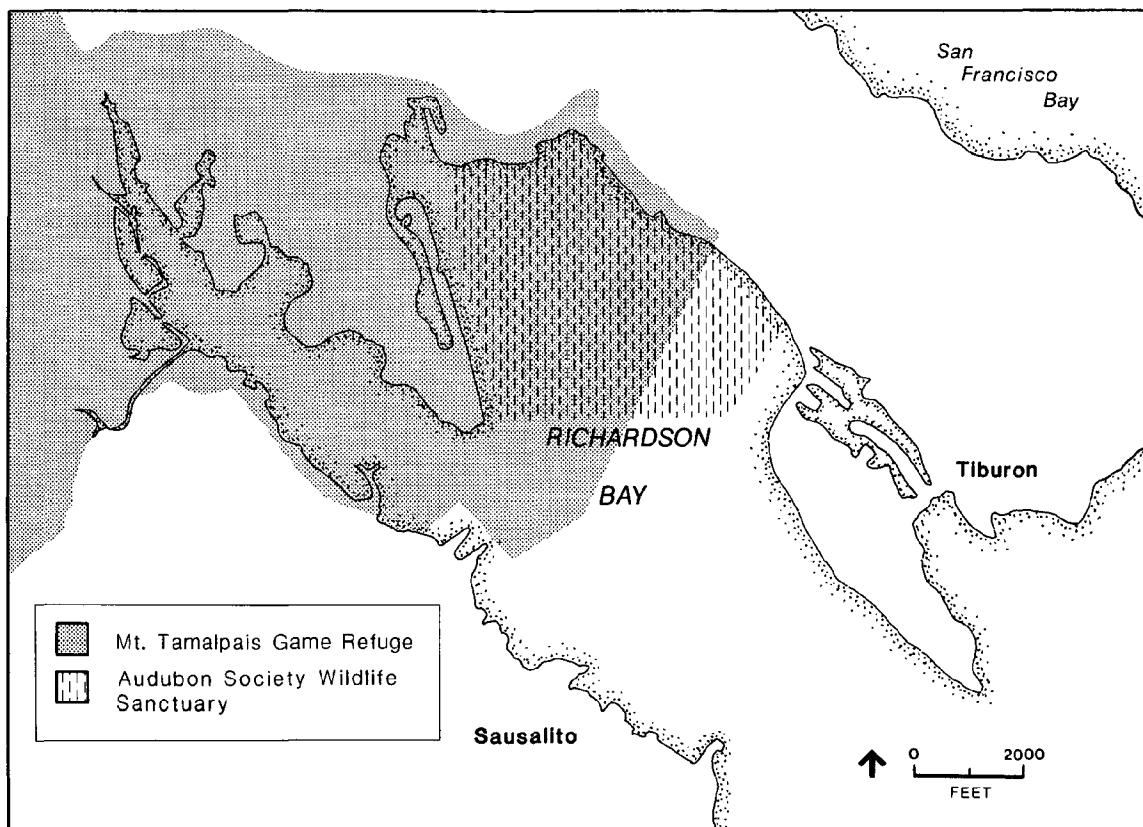 San
Francisco
Bay
RICHARDSON
BAY
Tiburon
Mt. Tamalpais Game Refuge
Audubon Society Wildlife
Sanctuary
Sausalito
0 2000
FEET